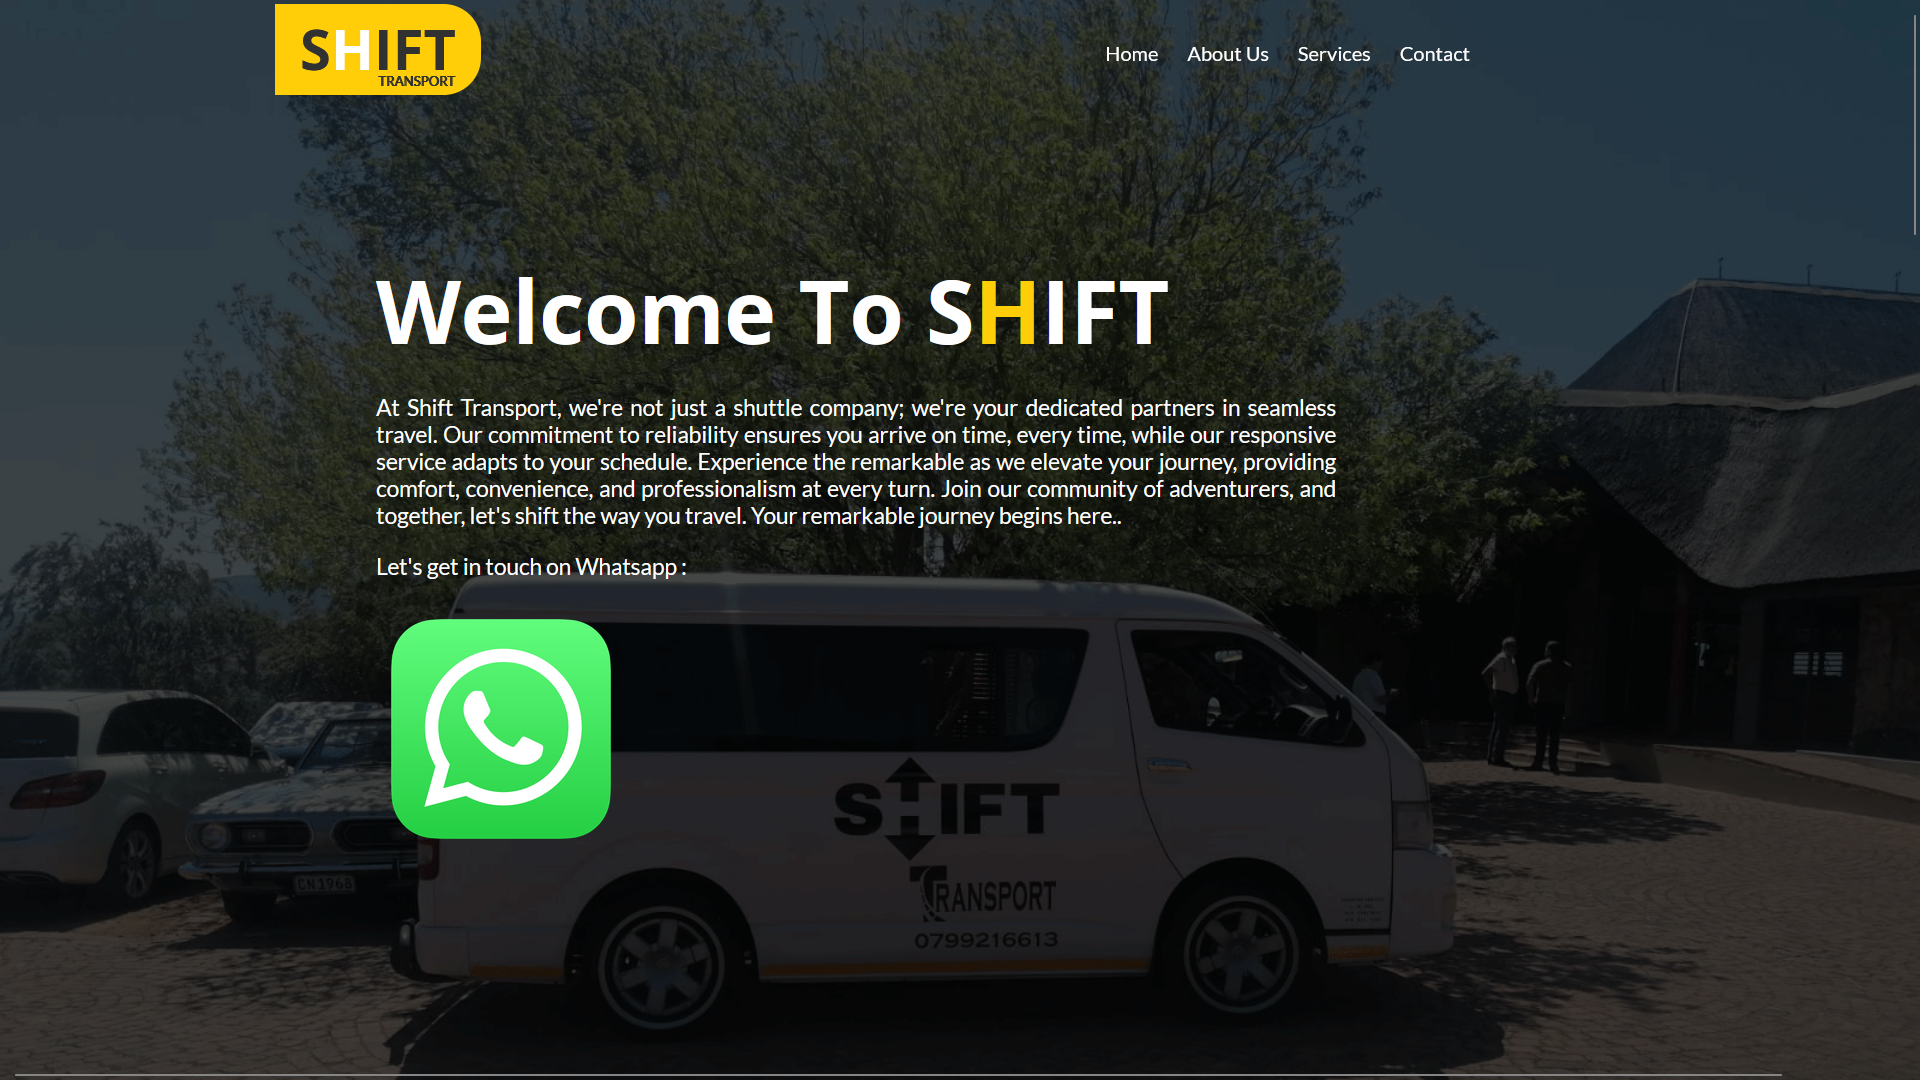 SHIFT
TRANSPORT
Home About Us Services Contact
Welcome To SHIFT
At Shift Transport, we're not just a shuttle company; we're your dedicated partners in seamless
travel. Our commitment to reliability ensures you arrive on time, every time, while our responsive
service adapts to your schedule. Experience the remarkable as we elevate your journey, providing
comfort, convenience, and professionalism at every turn. Join our community of adventurers, and
together, let's shift the way you travel. Your remarkable journey begins here..
Let's get in touch on Whatsapp :
SHIFT
TRANSPORT
0799216613
CN 1968